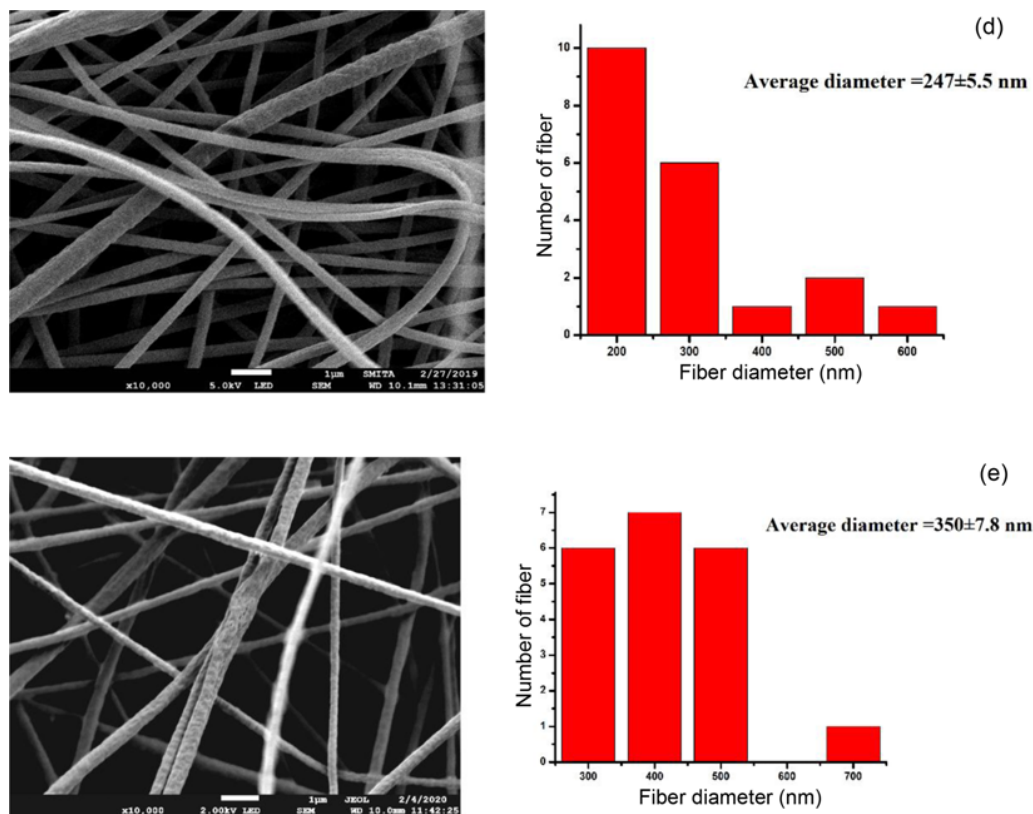 (d)
Average diameter =247±5.5 nm
Number of fiber
10
8
6
4
2
0
200 300 400 500 600
Fiber diameter (nm)
1μm SMITA 2/27/2019
x10,000 5.0kV LED SEM WD 10.1mm 13:31:05
(e)
Average diameter =350±7.8 nm
Number of fiber
7
6
5
4
3
2
1
0
300 400 500 600 700
Fiber diameter (nm)
1μm JEOL 2/4/2020
x10,000 2.00kV LED SEM WD 10.0mm 11:42:25